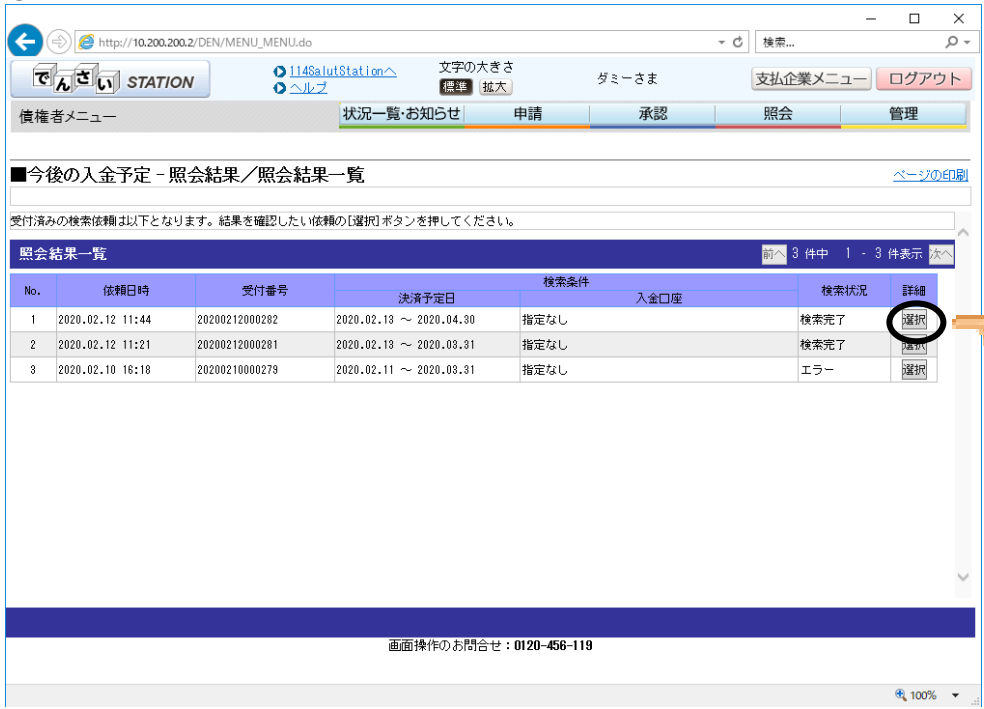 http://10.200.200.2/DEN/MENU_MENU.do 検索...
でんさい STATION 114SalutStationへ 文字の大きさ ダミーさま 支払企業メニュー ログアウト
ヘルプ 標準 拡大
債権者メニュー 状況一覧・お知らせ 申請 承認 照会 管理
■今後の入金予定－照会結果／照会結果一覧 ページの印刷
受付済みの検索依頼は以下となります。結果を確認したい依頼の[選択]ボタンを押してください。
照会結果一覧 前へ 3 件中 1 - 3 件表示 次へ
No. 依頼日時 受付番号 検索条件 検索状況 詳細
決済予定日 入金口座
1 2020.02.12 11:44 20200212000282 2020.02.13 ～ 2020.04.30 指定なし 検索完了 選択
2 2020.02.12 11:21 20200212000281 2020.02.13 ～ 2020.03.31 指定なし 検索完了 選択
3 2020.02.10 16:18 20200210000279 2020.02.11 ～ 2020.03.31 指定なし エラー 選択
画面操作のお問合せ：0120-456-119
100%